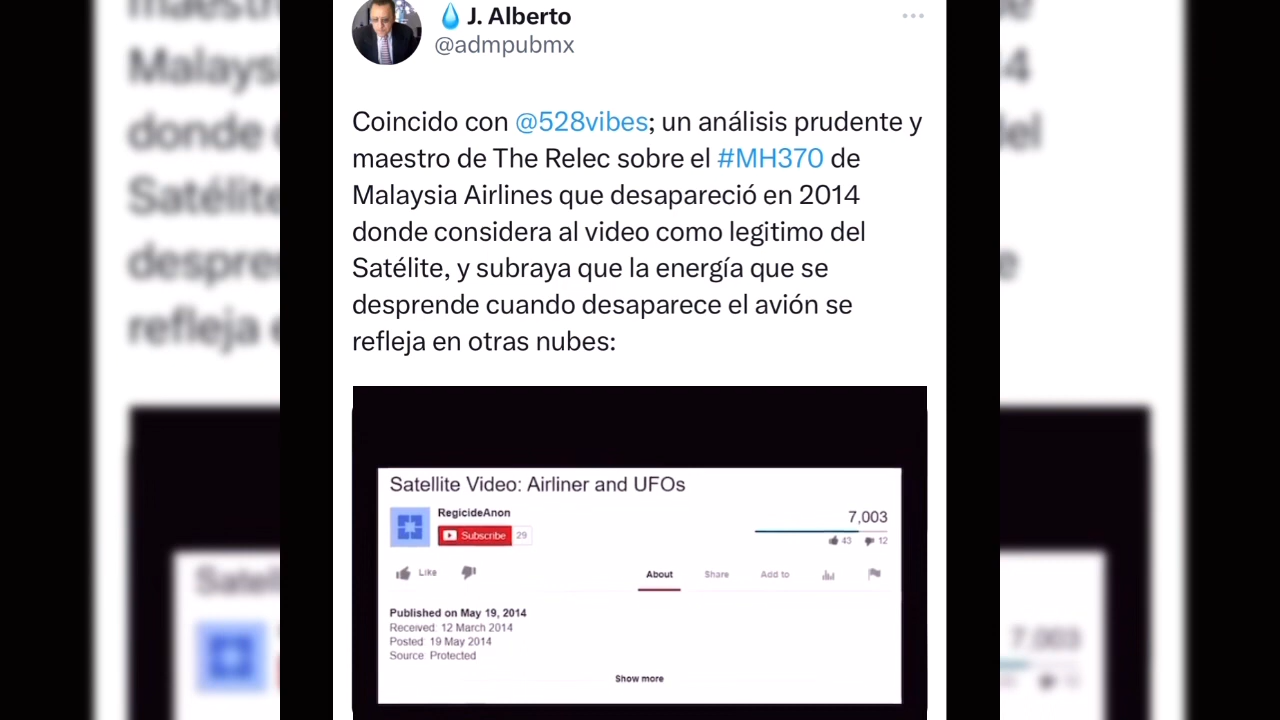 J. Alberto
@admpubmx
Coincido con @528vibes; un análisis prudente y
maestro de The Relec sobre el #MH370 de
Malaysia Airlines que desapareció en 2014
donde considera al video como legitimo del
Satélite, y subraya que la energía que se
desprende cuando desaparece el avión se
refleja en otras nubes:
Satellite Video: Airliner and UFOs
RegicideAnon
Subscribe 29
7,003
43 12
Like
About Share Add to
Published on May 19, 2014
Received: 12 March 2014
Posted: 19 May 2014
Source: Protected
Show more